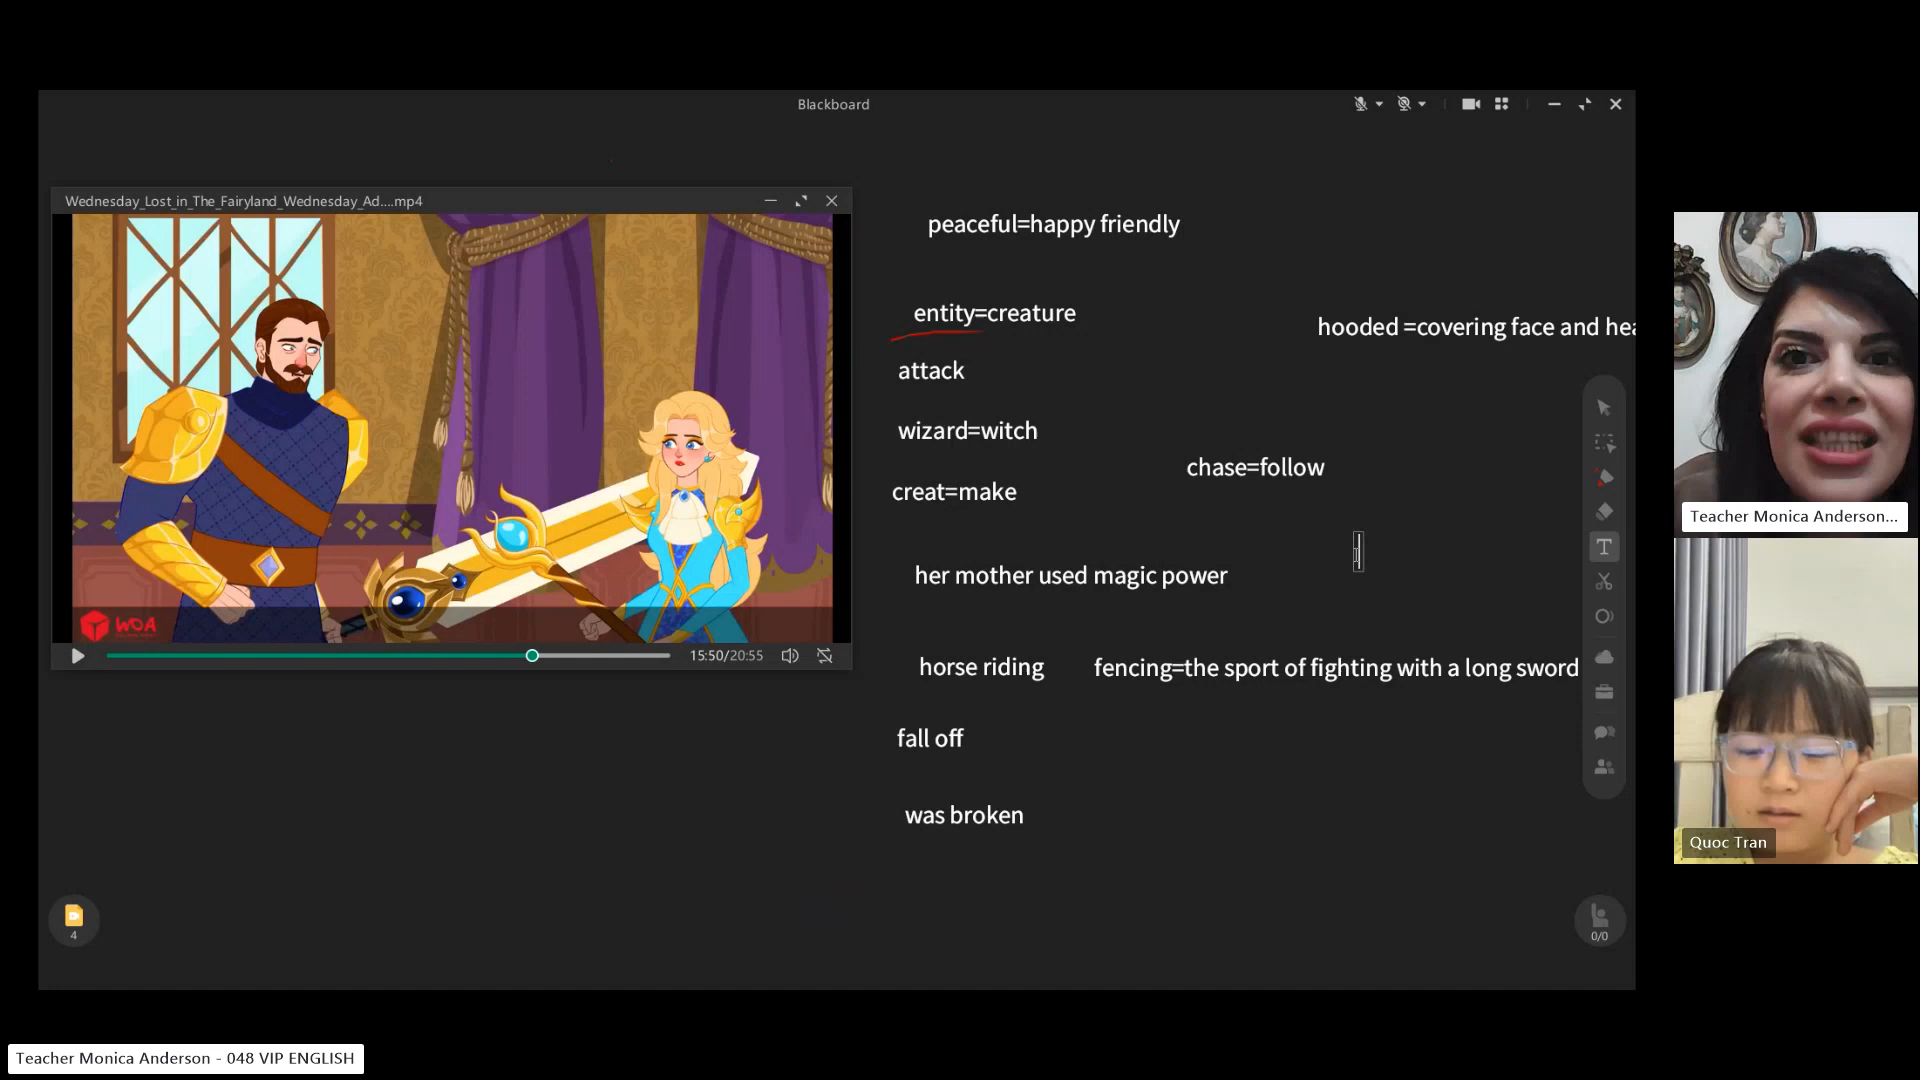 Blackboard
Wednesday_Lost_in_The_Fairyland_Wednesday_Ad....mp4
WOA
15:50/20:55
peaceful=happy friendly
entity=creature
hooded =covering face and hea
attack
wizard=witch
chase=follow
creat=make
her mother used magic power
horse riding
fencing=the sport of fighting with a long sword
fall off
was broken
T
4
0/0
Teacher Monica Anderson...
Quoc Tran
Teacher Monica Anderson - 048 VIP ENGLISH